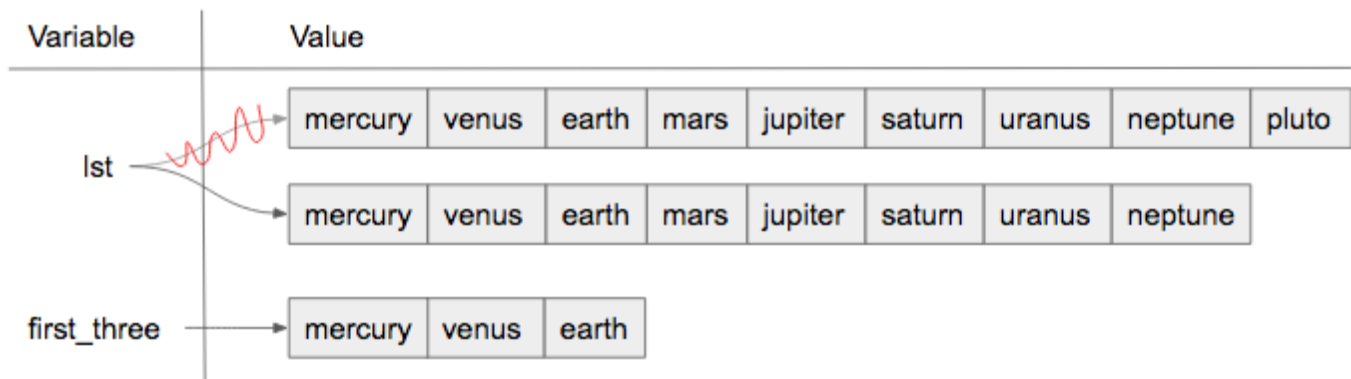 Variable Value
mercury venus earth mars jupiter saturn uranus neptune pluto
lst
mercury venus earth mars jupiter saturn uranus neptune
first_three mercury venus earth